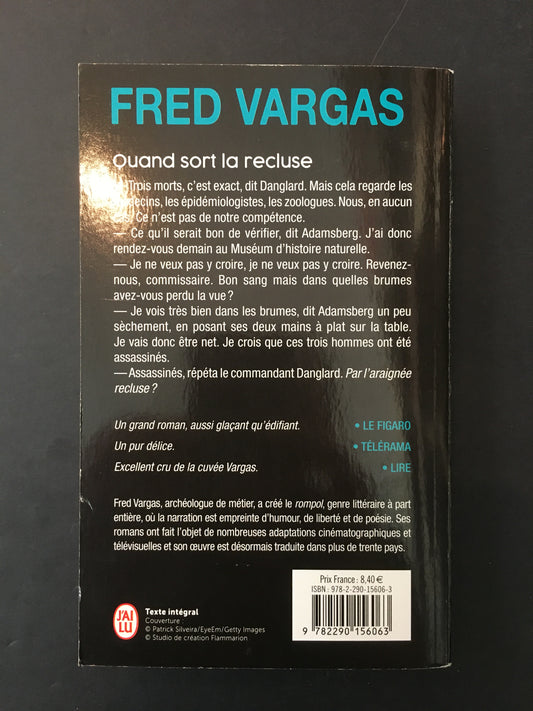 FRED VARGAS
Quand sort la recluse
— Trois morts, c'est exact, dit Danglard. Mais cela regarde les
médecins, les épidémiologistes, les zoologues. Nous, en aucun
cas. Ce n'est pas de notre compétence.
— Ce qu'il serait bon de vérifier, dit Adamsberg. J'ai donc
rendez-vous demain au Muséum d'histoire naturelle.
— Je ne veux pas y croire, je ne veux pas y croire. Revenez-
nous, commissaire. Bon sang mais dans quelles brumes
avez-vous perdu la vue ?
— Je vois très bien dans les brumes, dit Adamsberg un peu
sèchement, en posant ses deux mains à plat sur la table.
Je vais donc être net. Je crois que ces trois hommes ont été
assassinés.
— Assassinés, répéta le commandant Danglard. Par l'araignée
recluse ?
Un grand roman, aussi glaçant qu'édifiant. • LE FIGARO
Un pur délice. • TÉLÉRAMA
Excellent cru de la cuvée Vargas. • LIRE
Fred Vargas, archéologue de métier, a créé le rompol, genre littéraire à part
entière, où la narration est empreinte d'humour, de liberté et de poésie. Ses
romans ont fait l'objet de nombreuses adaptations cinématographiques et
télévisuelles et son œuvre est désormais traduite dans plus de trente pays.
Prix France : 8,40 €
ISBN : 978-2-290-15606-3
9 782290 156063
J'AI LU
Texte intégral
Couverture :
© Patrick Silveira/EyeEm/Getty Images
© Studio de création Flammarion